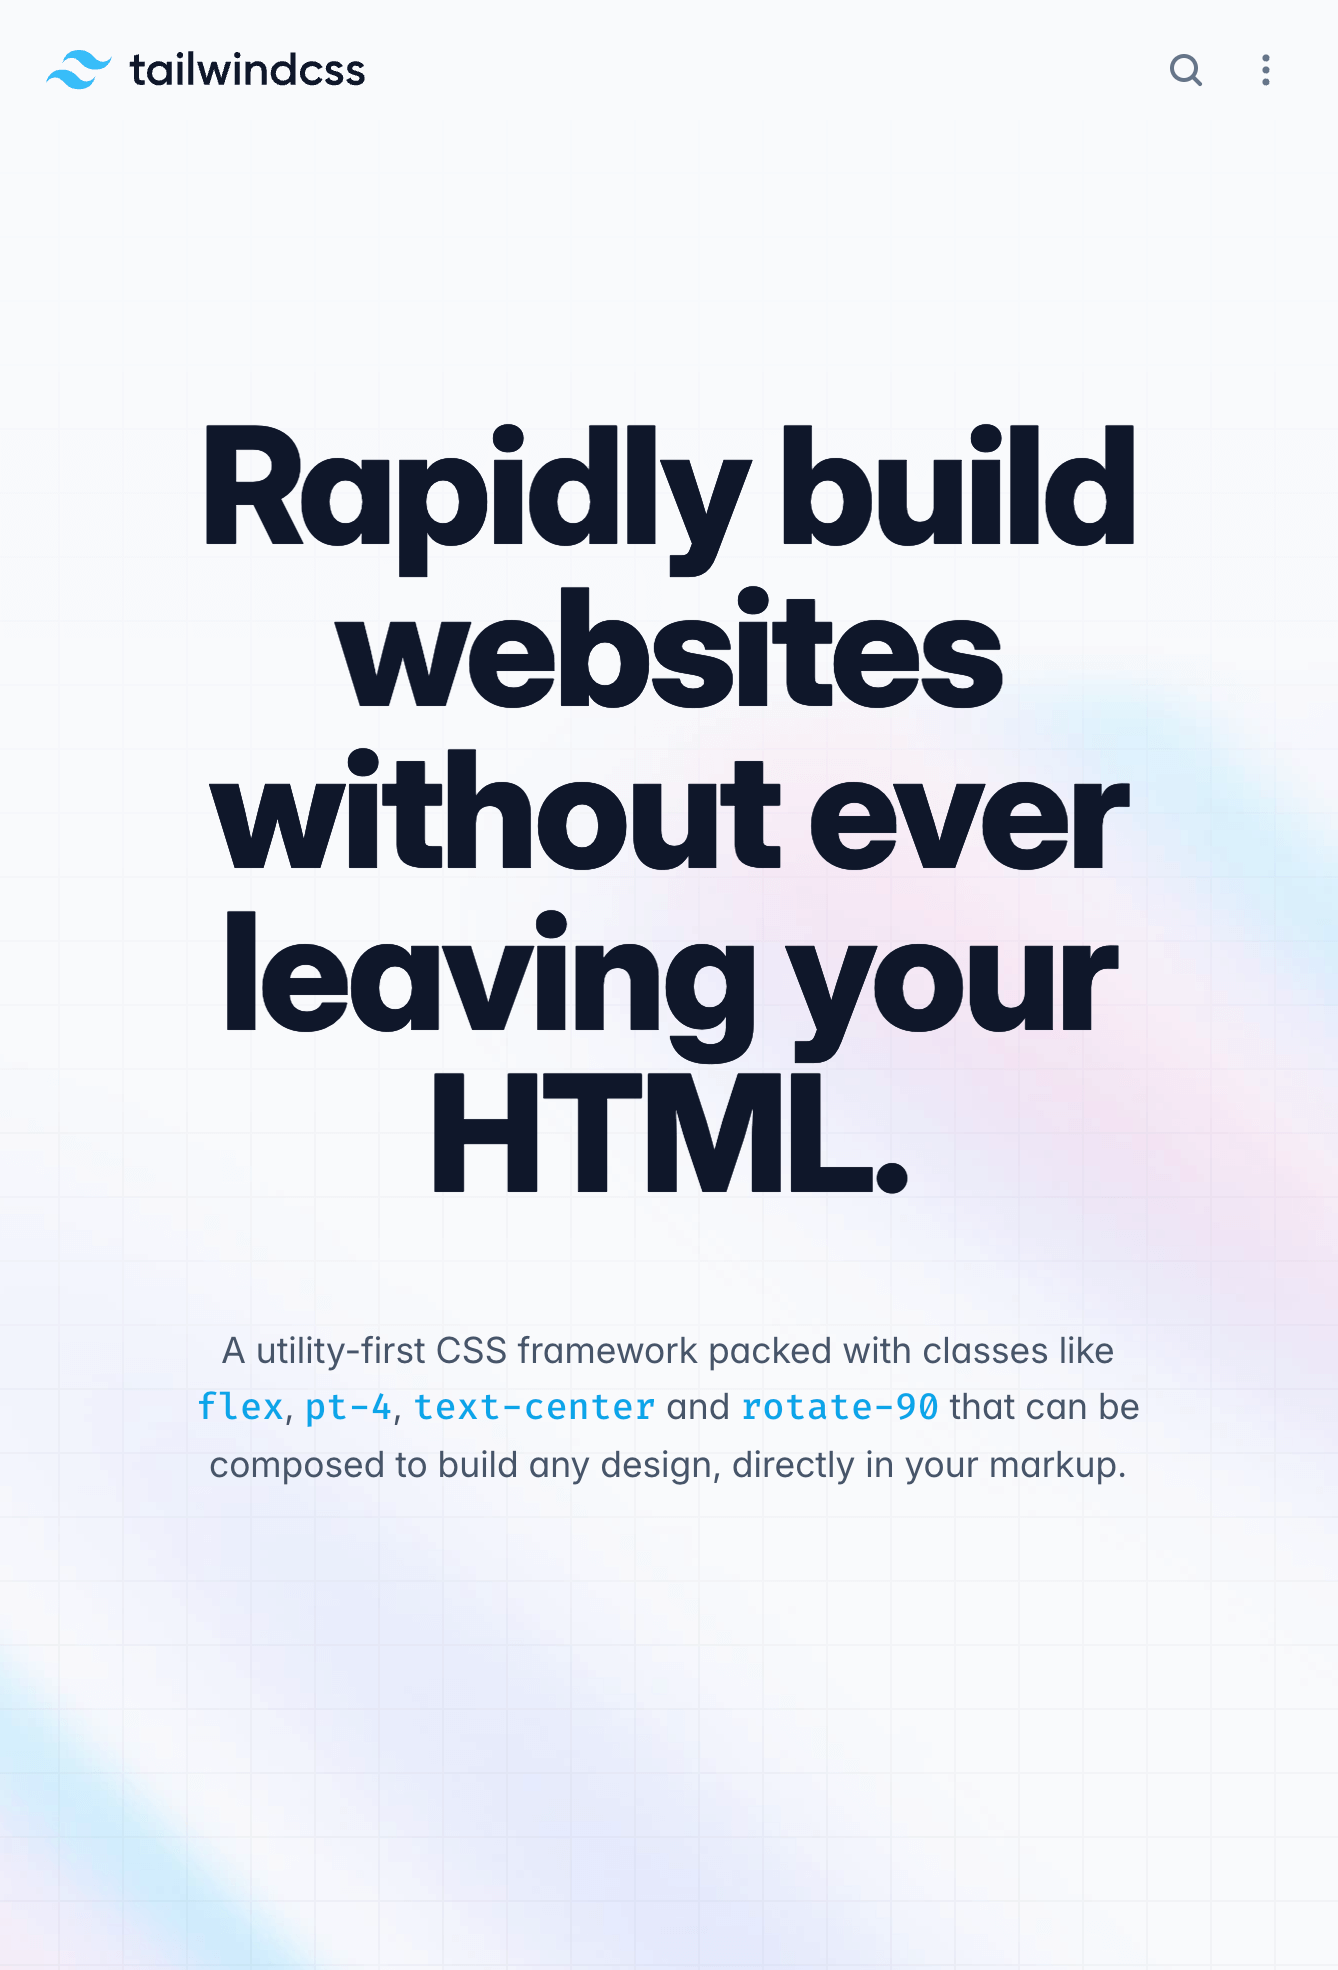 tailwindcss
Rapidly build
websites
without ever
leaving your
HTML.
A utility-first CSS framework packed with classes like
flex, pt-4, text-center and rotate-90 that can be
composed to build any design, directly in your markup.